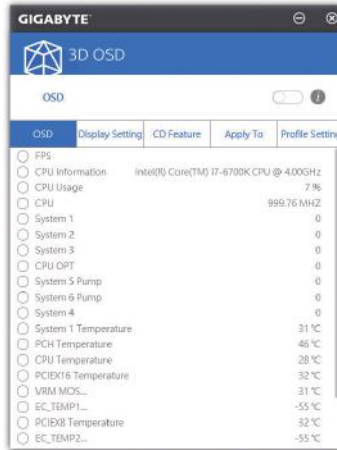 GIGABYTE
3D OSD
OSD
OSD Display Setting CD Feature Apply To Profile Setting
FPS
CPU Information Intel(R) Core(TM) i7-6700K CPU @ 4.00GHz
CPU Usage 7 %
CPU 999.76 MHZ
System 1 0
System 2 0
System 3 0
CPU OPT 0
System 5 Pump 0
System 6 Pump 0
System 4 0
System 1 Temperature 31 °C
PCH Temperature 46 °C
CPU Temperature 28 °C
PCIEX16 Temperature 32 °C
VRM MOS... 31 °C
EC_TEMP1... -55 °C
PCIEX8 Temperature 32 °C
EC_TEMP2... -55 °C